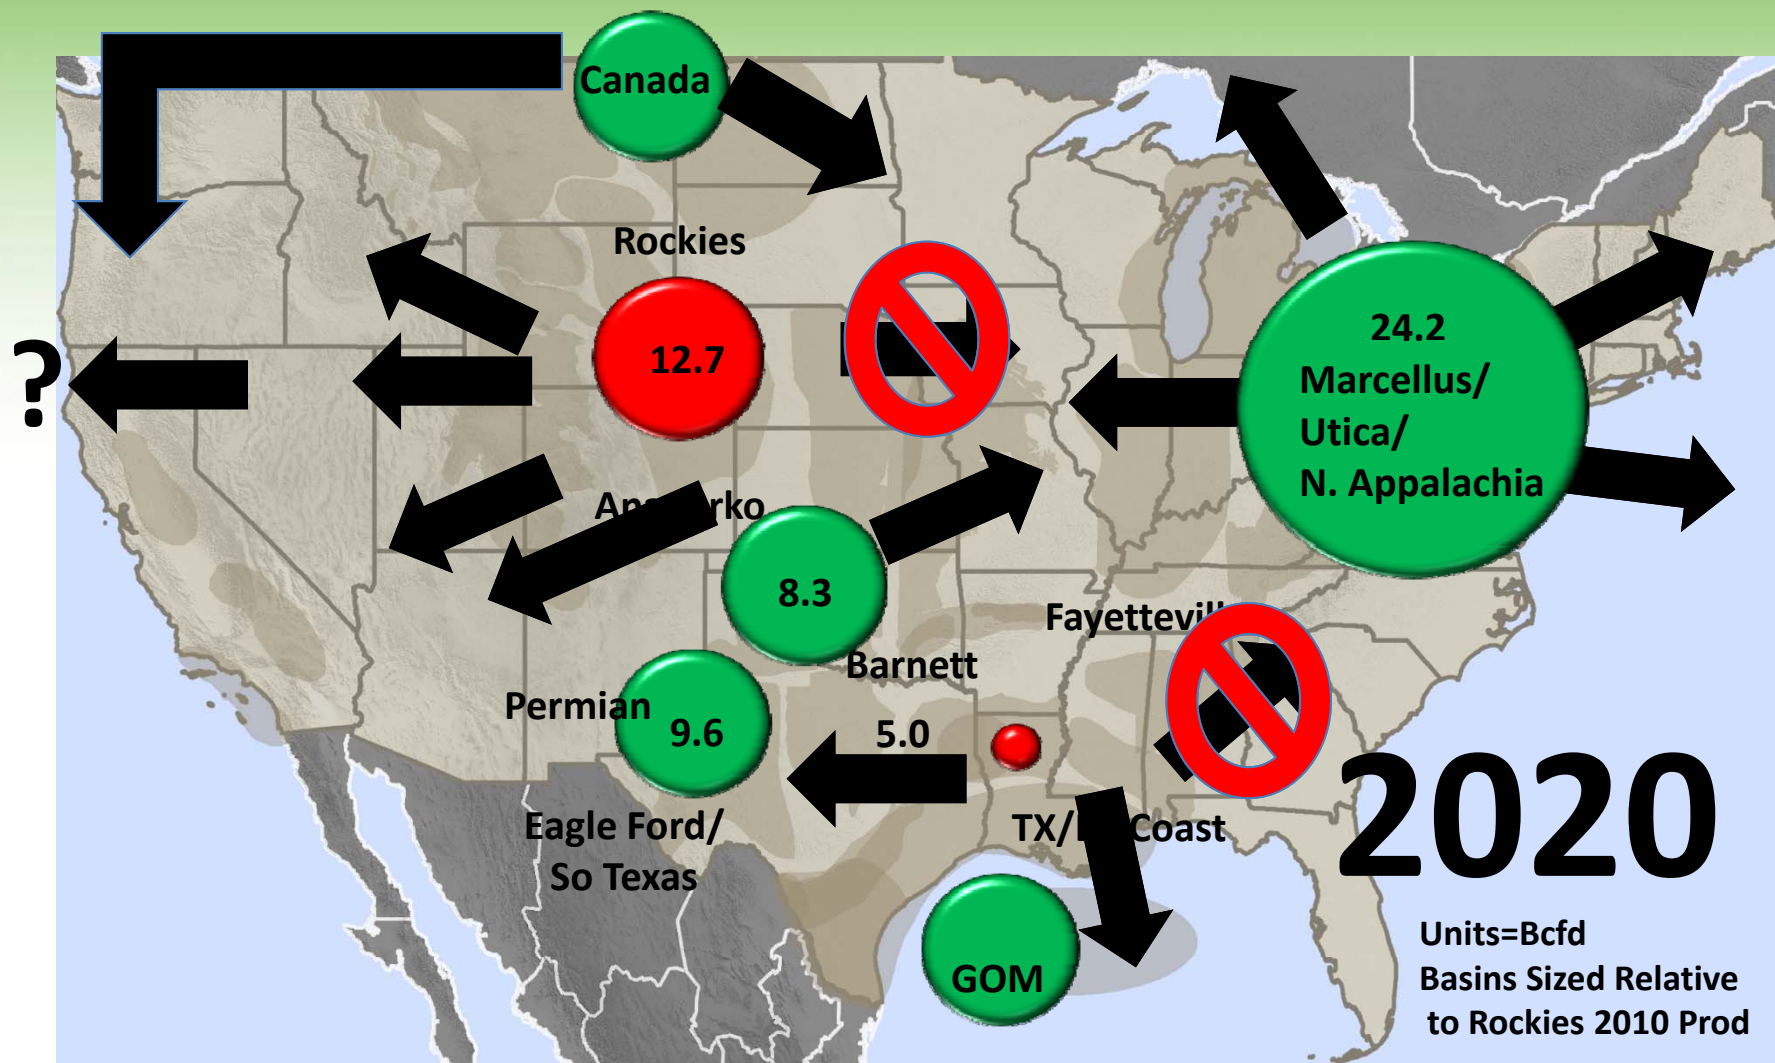 Canada
Rockies
?
12.7
24.2
Marcellus/
Utica/
N. Appalachia
8.3
Barnett
Permian
9.6
5.0
Eagle Ford/
So Texas
Coast
2020
GOM
Units=Bcfd
Basins Sized Relative
to Rockies 2010 Prod